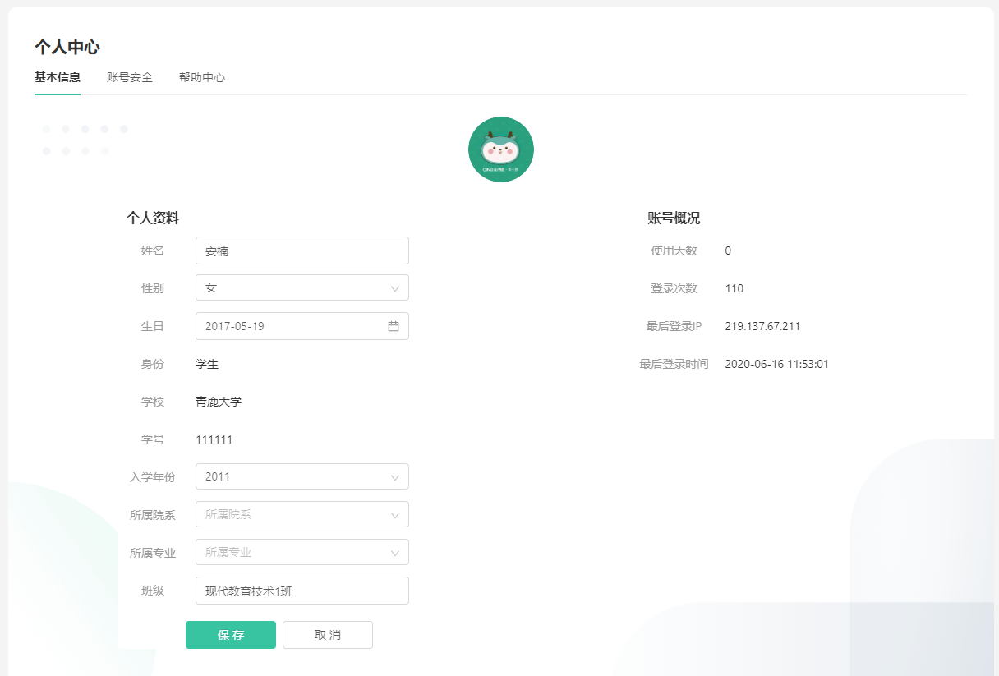 个人中心
基本信息 账号安全 帮助中心
个人资料
姓名 安楠
性别 女
生日 2017-05-19
身份 学生
学校 青鹿大学
学号 111111
入学年份 2011
所属院系 所属院系
所属专业 所属专业
班级 现代教育技术1班
保存 取消
账号概况
使用天数 0
登录次数 110
最后登录IP 219.137.67.211
最后登录时间 2020-06-16 11:53:01